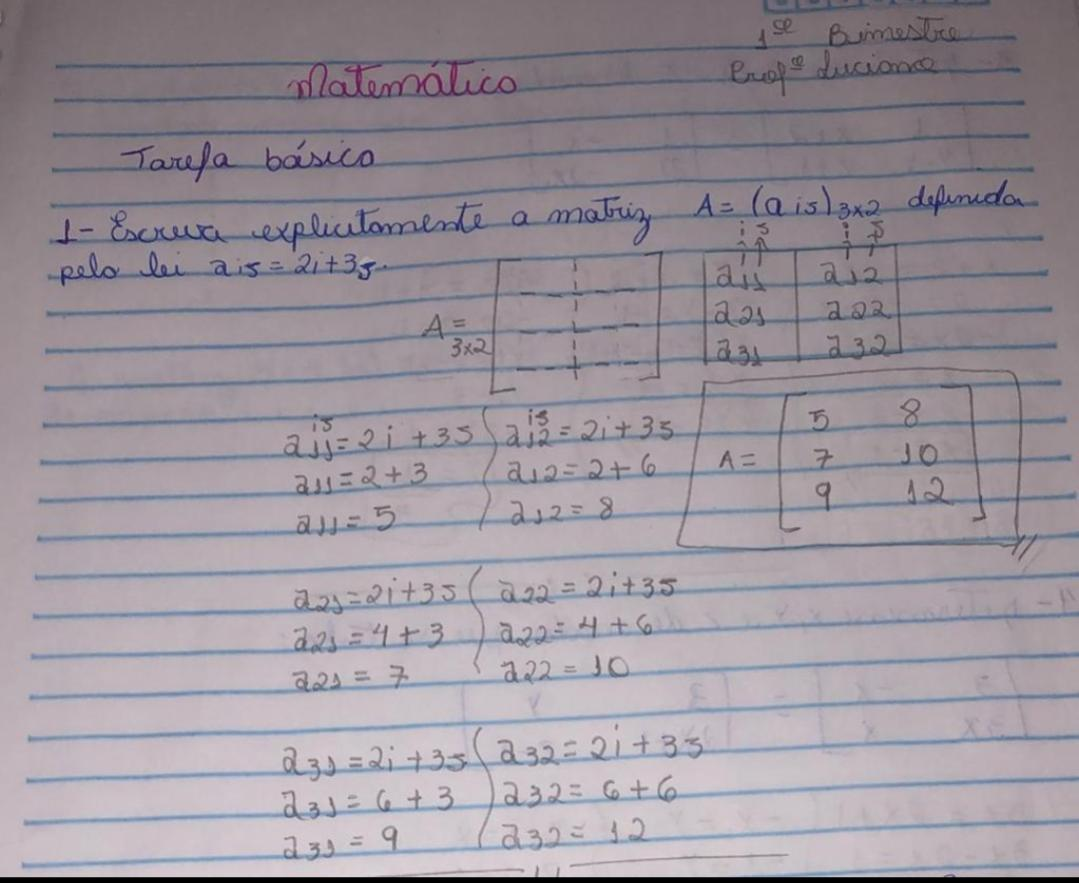 1ª Bimestre
Profª Luciana
Matemática
Tarefa básica
1- Escreva explicitamente a matriz A = (aij)3x2 definida
pela lei aij = 2i + 3j.
i j i j
A = 3x2
a11 a12
a21 a22
a31 a32
ij ij
a11 = 2i + 3j a12 = 2i + 3j
a11 = 2 + 3 a12 = 2 + 6
a11 = 5 a12 = 8
A =
5 8
7 10
9 12
a21 = 2i + 3j a22 = 2i + 3j
a21 = 4 + 3 a22 = 4 + 6
a21 = 7 a22 = 10
a31 = 2i + 3j a32 = 2i + 3j
a31 = 6 + 3 a32 = 6 + 6
a31 = 9 a32 = 12